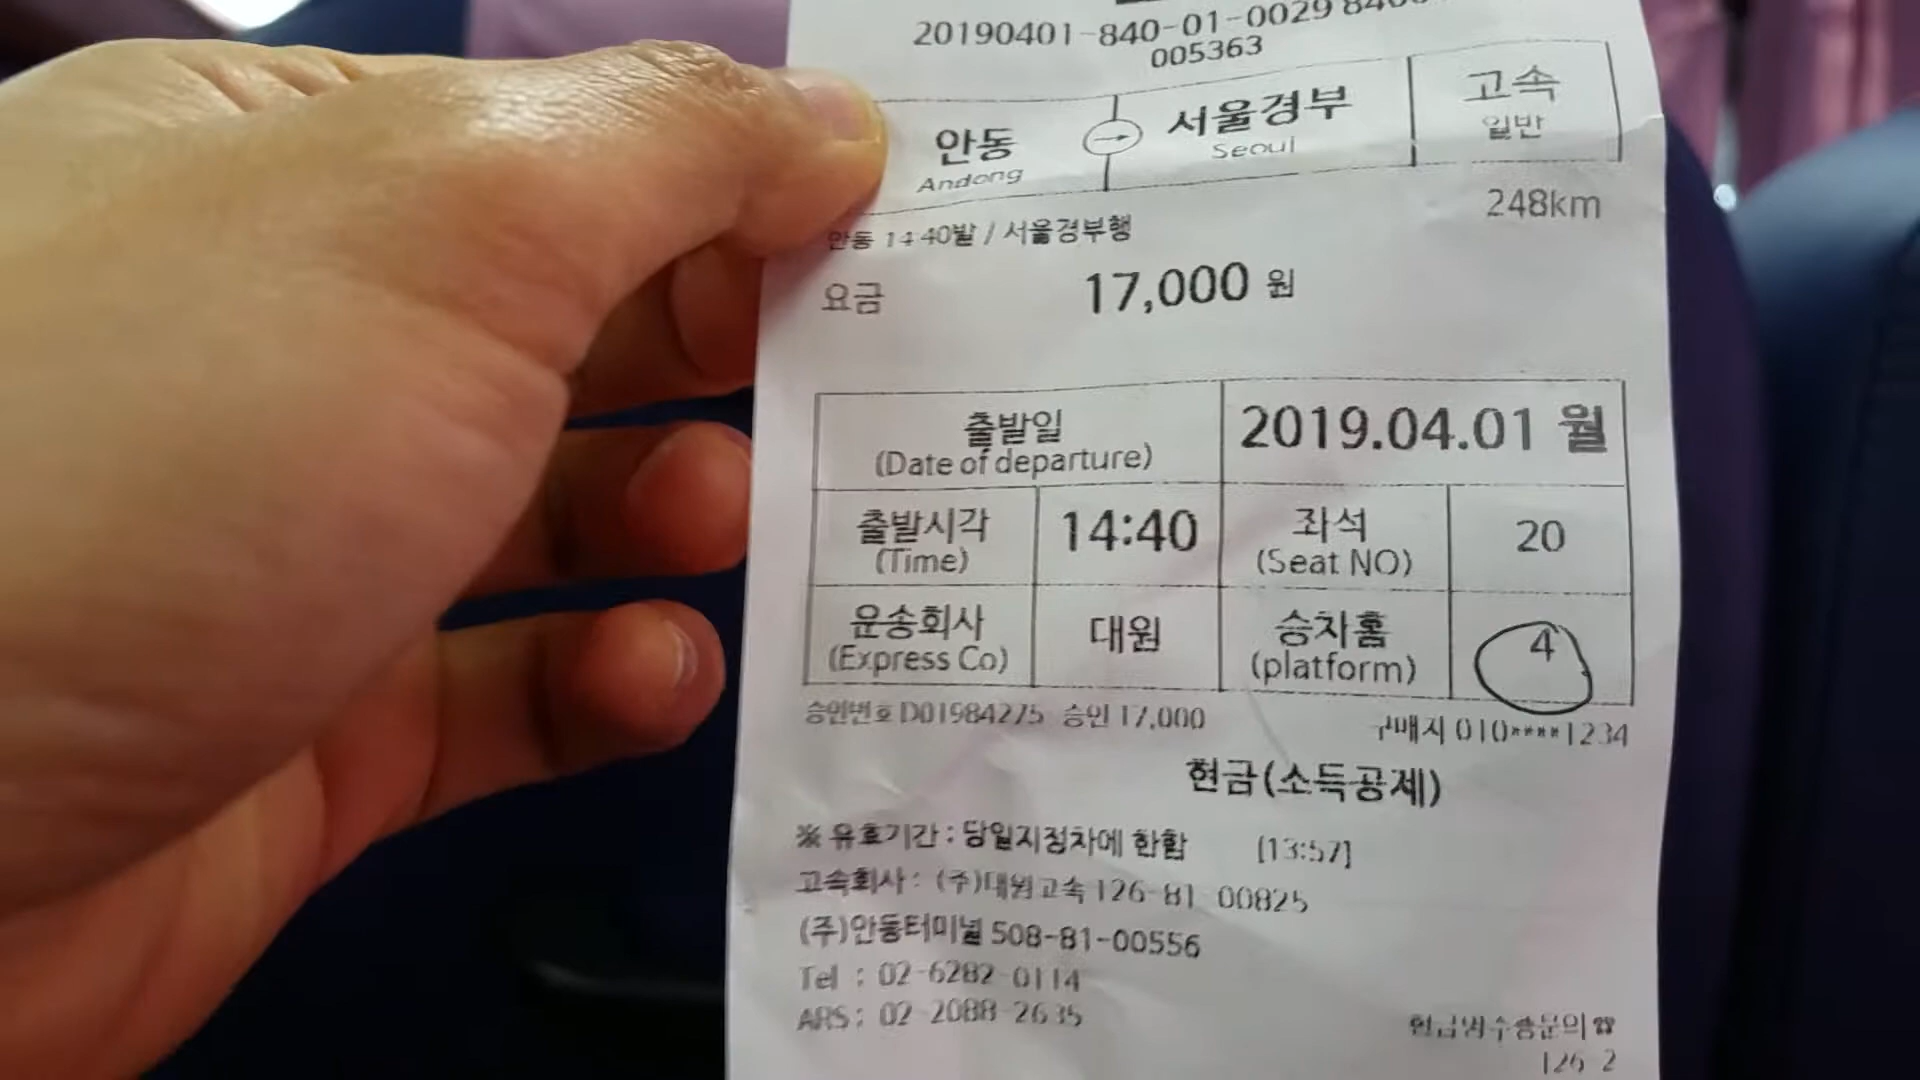 20190401-840-01-0029
005363
안동 → 서울경부 고속
Andong Seoul 일반
248km
안동 14:40발 / 서울경부행
요금 17,000 원
출발일 2019.04.01 월
(Date of departure)
출발시각 14:40 좌석 20
(Time) (Seat NO)
운송회사 대원 승차홈 4
(Express Co) (platform)
승인번호 D01984275 승인 17,000
구매자 010****1234
현금(소득공제)
※ 유효기간 : 당일지정차에 한함 [13:57]
고속회사 : (주)대원고속 126-81-00825
(주)안동터미널 508-81-00556
Tel : 02-6282-0114
ARS : 02-2088-2635
현금영수증문의☎
126-2